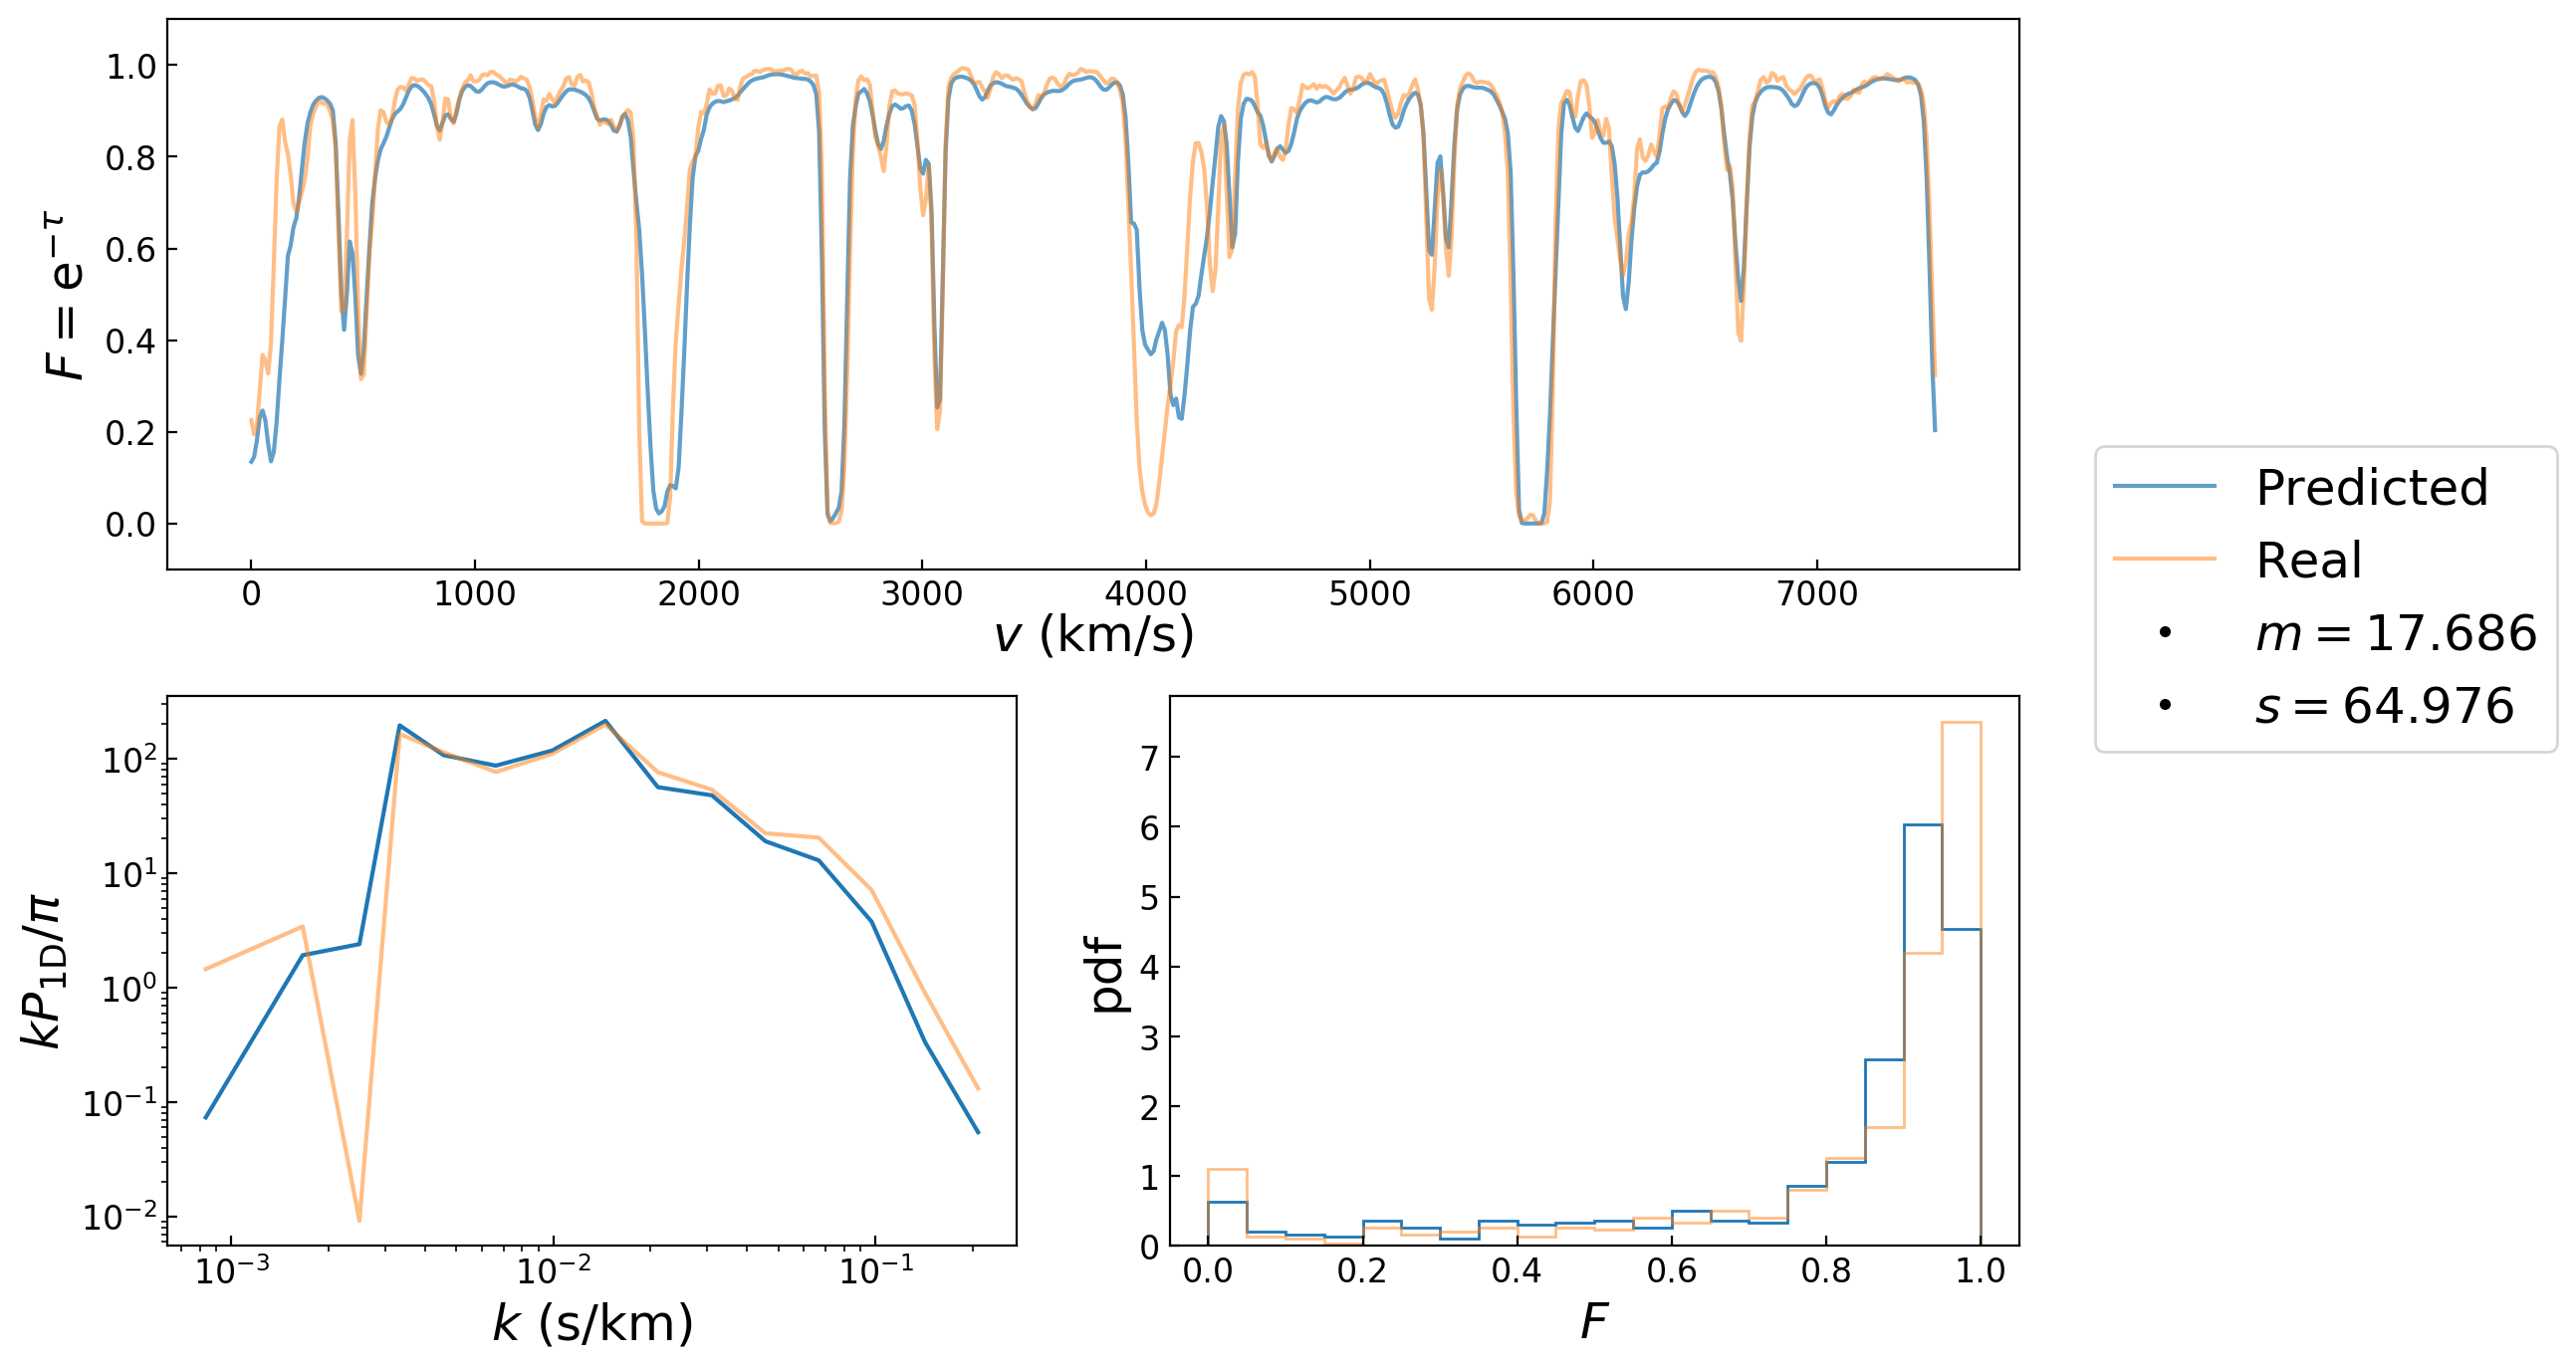 1.0
0.8
0.6
0.4
0.2
0.0
F = e^{−τ}
0 1000 2000 3000 4000 5000 6000 7000
v (km/s)
Predicted
Real
m = 17.686
s = 64.976
10^2
10^1
10^0
10^{−1}
10^{−2}
kP_{1D}/π
10^{−3} 10^{−2} 10^{−1}
k (s/km)
7
6
5
4
3
2
1
0
pdf
0.0 0.2 0.4 0.6 0.8 1.0
F